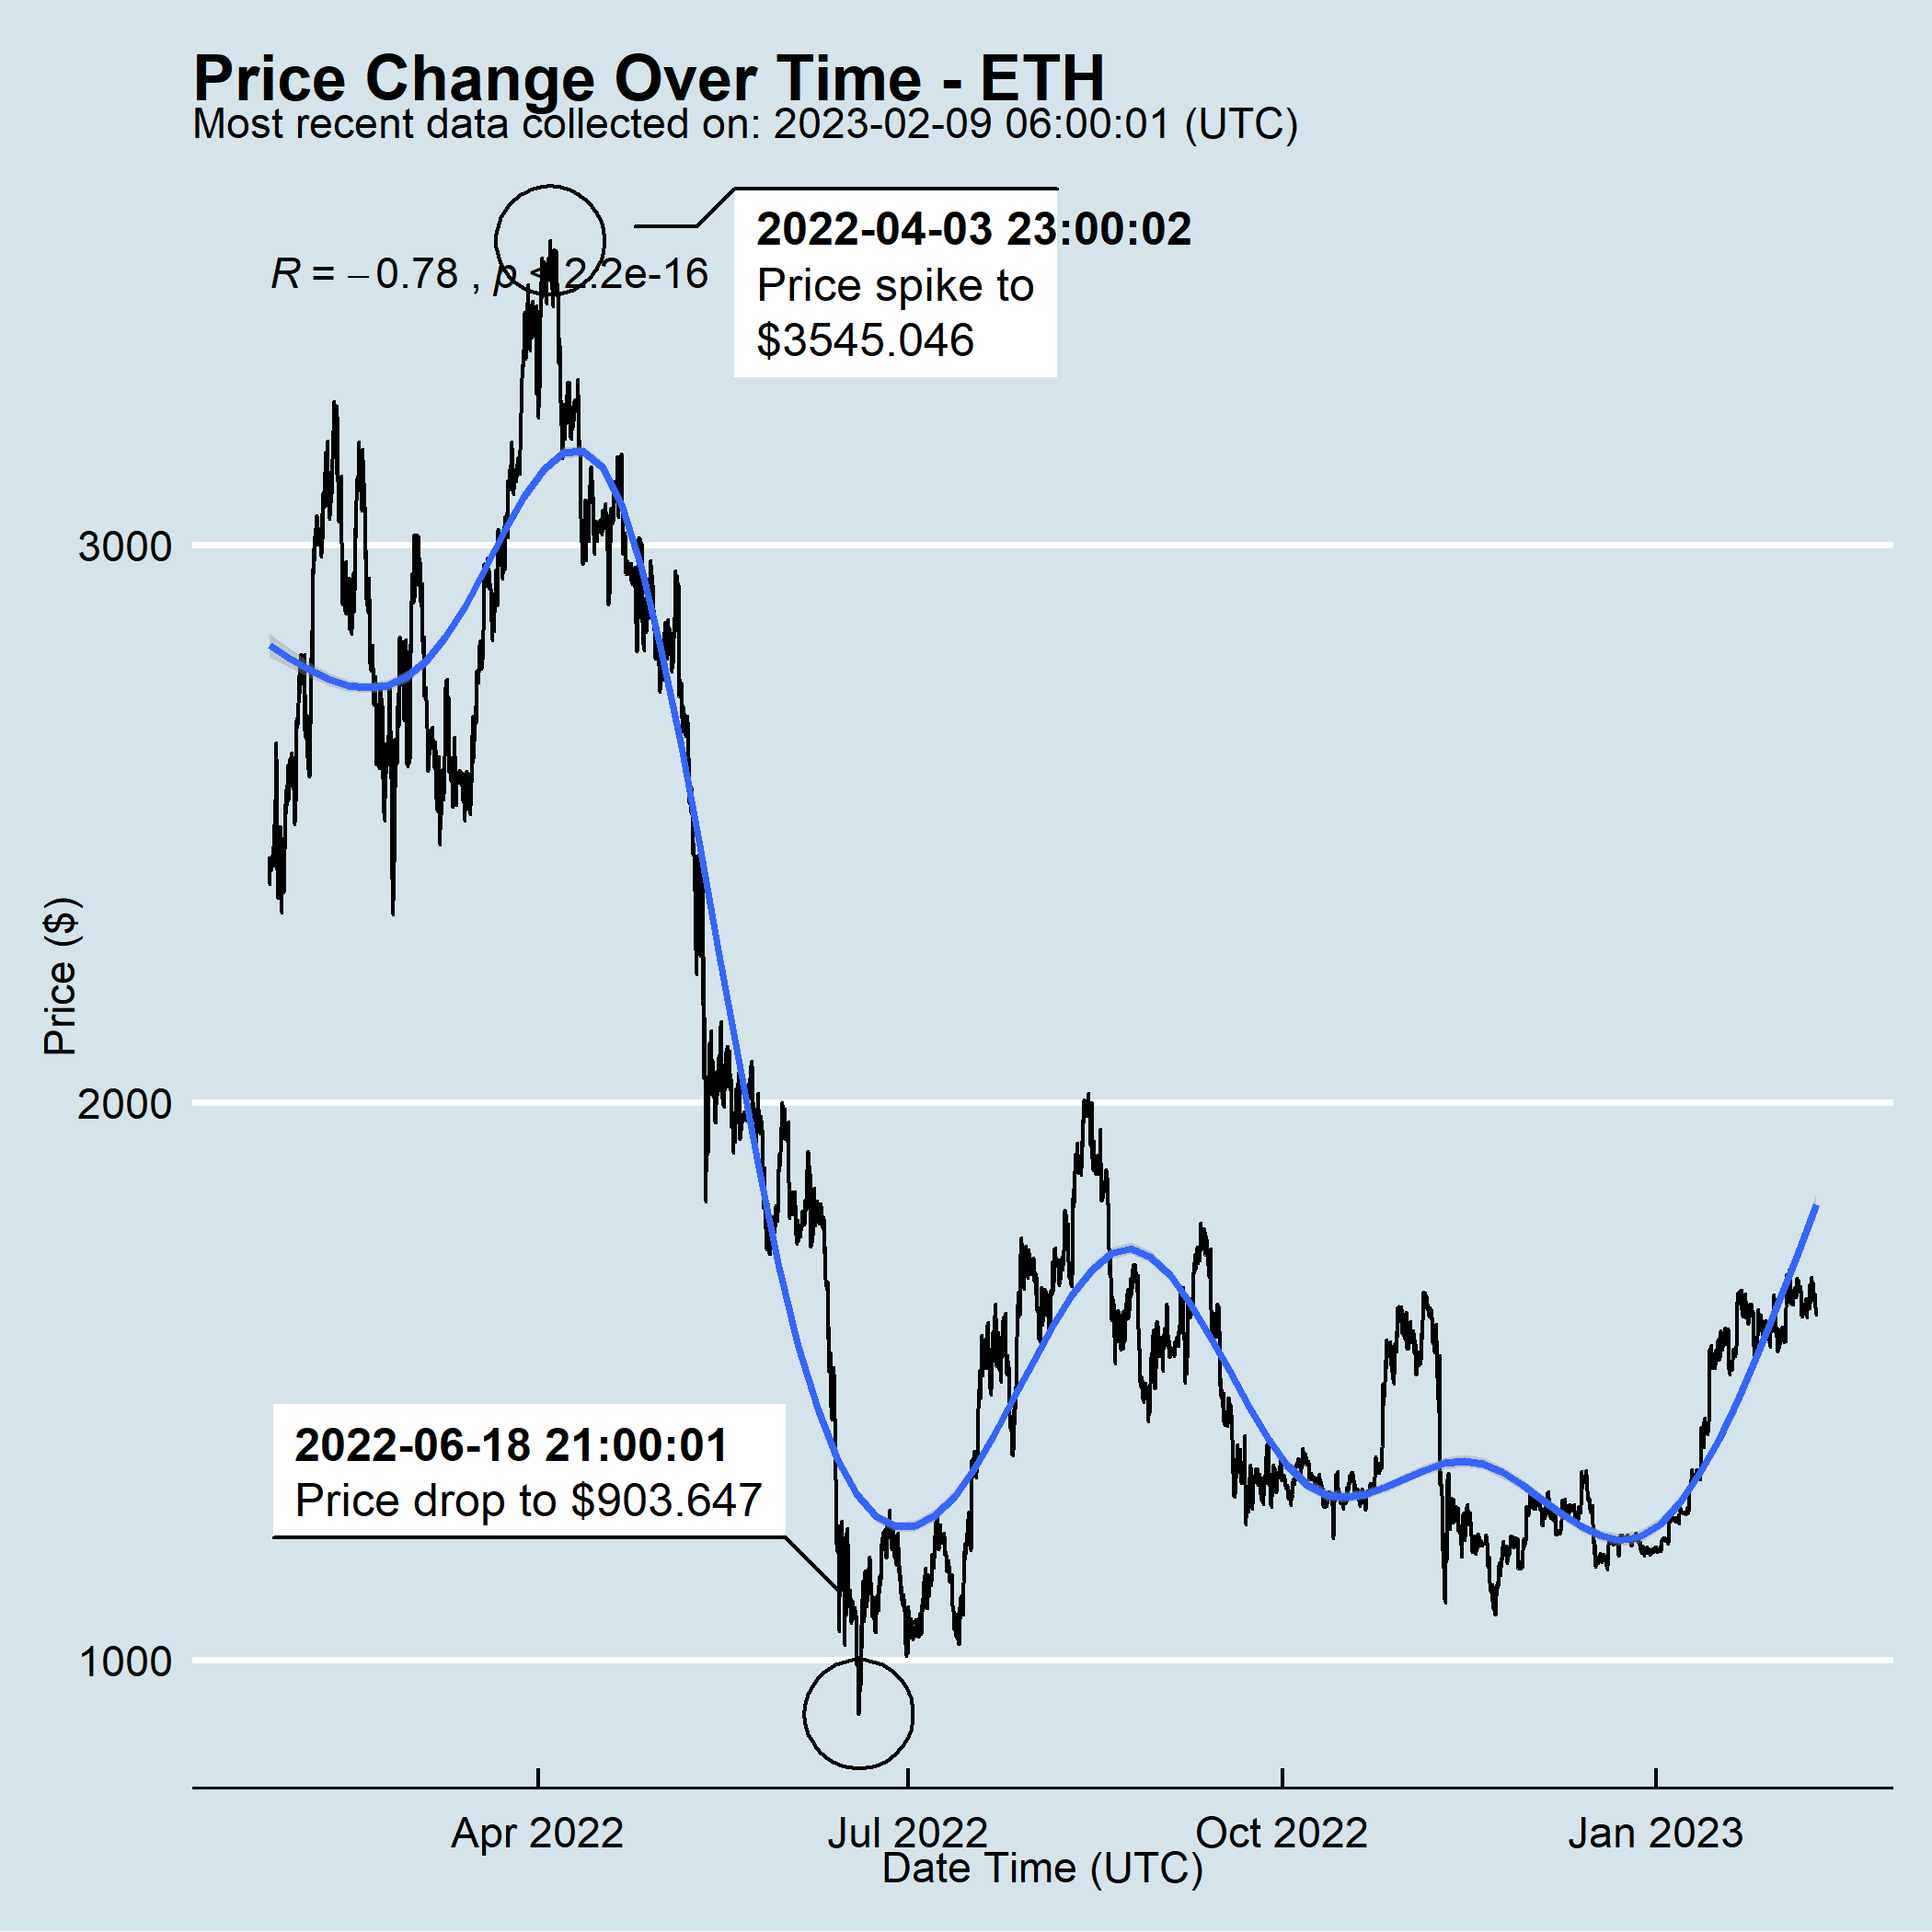 Price Change Over Time - ETH
Most recent data collected on: 2023-02-09 06:00:01 (UTC)
R = −0.78 , p < 2.2e-16
2022-04-03 23:00:02
Price spike to
$3545.046
3000
2000
1000
Price ($)
2022-06-18 21:00:01
Price drop to $903.647
Apr 2022
Jul 2022
Oct 2022
Jan 2023
Date Time (UTC)